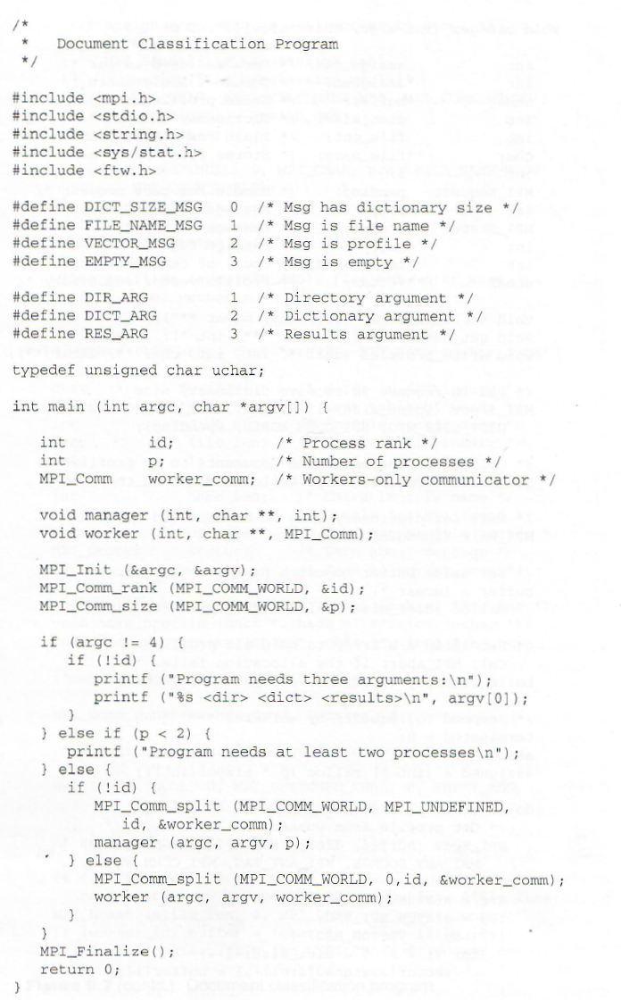 /*
 *   Document Classification Program
 */
#include <mpi.h>
#include <stdio.h>
#include <string.h>
#include <sys/stat.h>
#include <ftw.h>
#define DICT_SIZE_MSG   0  /* Msg has dictionary size */
#define FILE_NAME_MSG   1  /* Msg is file name */
#define VECTOR_MSG      2  /* Msg is profile */
#define EMPTY_MSG       3  /* Msg is empty */
#define DIR_ARG         1  /* Directory argument */
#define DICT_ARG        2  /* Dictionary argument */
#define RES_ARG         3  /* Results argument */
typedef unsigned char uchar;
int main (int argc, char *argv[]) {
   int         id;           /* Process rank */
   int         p;            /* Number of processes */
   MPI_Comm    worker_comm;  /* Workers-only communicator */
   void manager (int, char **, int);
   void worker (int, char **, MPI_Comm);
   MPI_Init (&argc, &argv);
   MPI_Comm_rank (MPI_COMM_WORLD, &id);
   MPI_Comm_size (MPI_COMM_WORLD, &p);
   if (argc != 4) {
      if (!id) {
         printf ("Program needs three arguments:\n");
         printf ("%s <dir> <dict> <results>\n", argv[0]);
      }
   } else if (p < 2) {
      printf ("Program needs at least two processes\n");
   } else {
      if (!id) {
         MPI_Comm_split (MPI_COMM_WORLD, MPI_UNDEFINED,
            id, &worker_comm);
         manager (argc, argv, p);
      } else {
         MPI_Comm_split (MPI_COMM_WORLD, 0,id, &worker_comm);
         worker (argc, argv, worker_comm);
      }
   }
   MPI_Finalize();
   return 0;
}